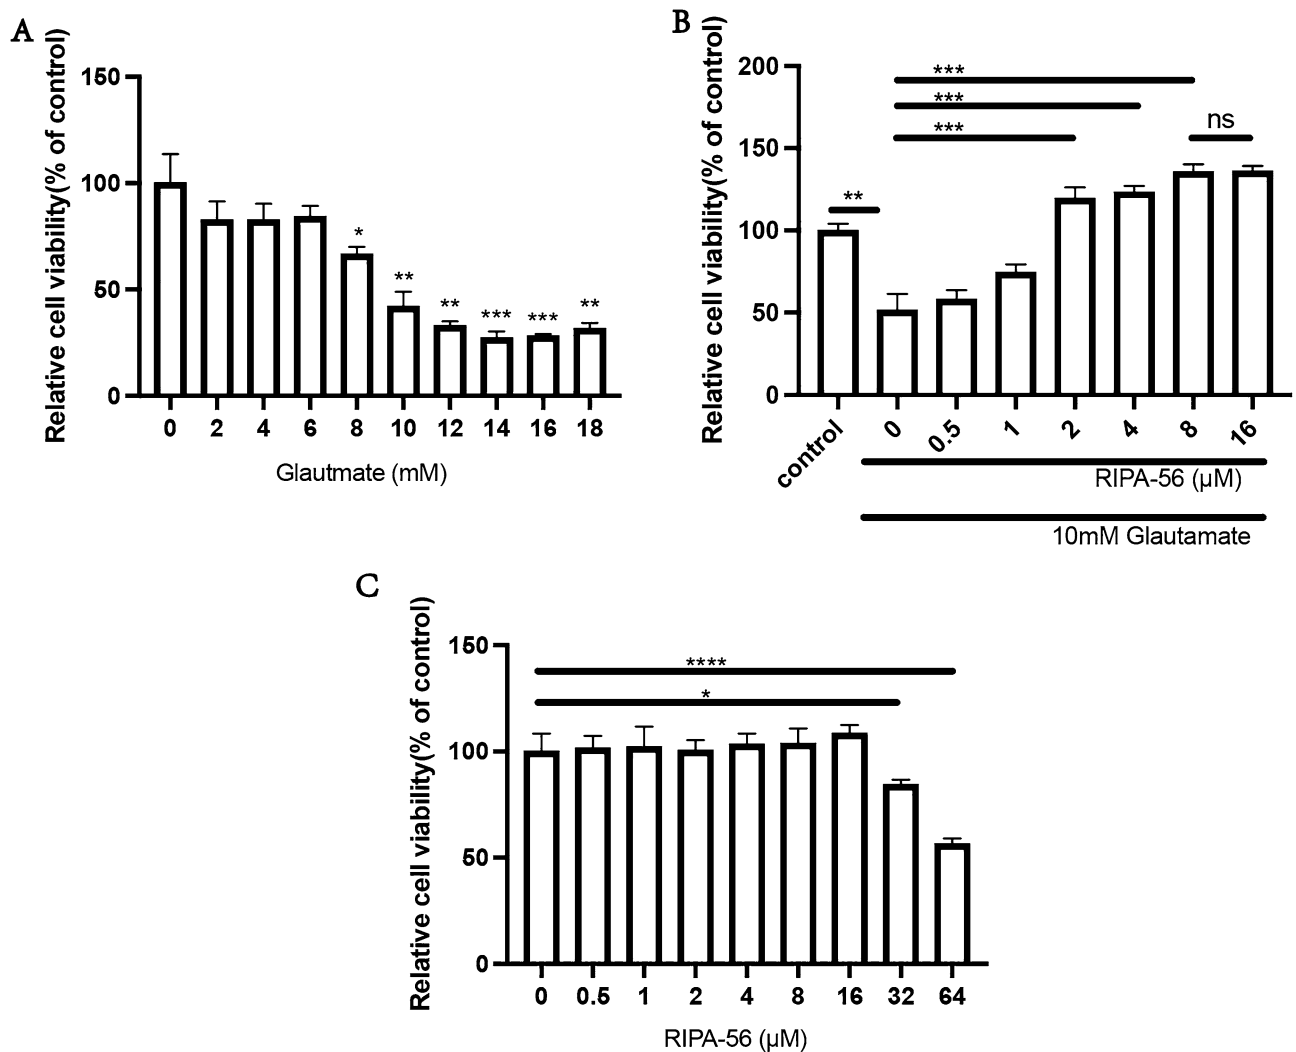 A
Relative cell viability(% of control)
150
100
50
0
*
**
**
***
***
**
0 2 4 6 8 10 12 14 16 18
Glautmate (mM)
B
Relative cell viability(% of control)
200
150
100
50
0
***
***
***
ns
**
control 0 0.5 1 2 4 8 16
RIPA-56 (μM)
10mM Glautamate
C
Relative cell viability(% of control)
150
100
50
0
****
*
0 0.5 1 2 4 8 16 32 64
RIPA-56 (μM)